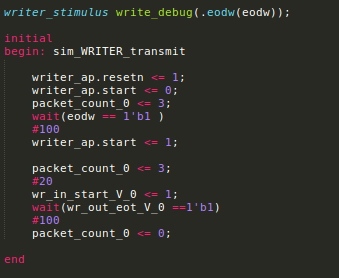 writer_stimulus write_debug(.eodw(eodw));
initial
begin: sim_WRITER_transmit
writer_ap.resetn <= 1;
writer_ap.start <= 0;
packet_count_0 <= 3;
wait(eodw == 1'b1 )
#100
writer_ap.start <= 1;
packet_count_0 <= 3;
#20
wr_in_start_V_0 <= 1;
wait(wr_out_eot_V_0 ==1'b1)
#100
packet_count_0 <= 0;
end